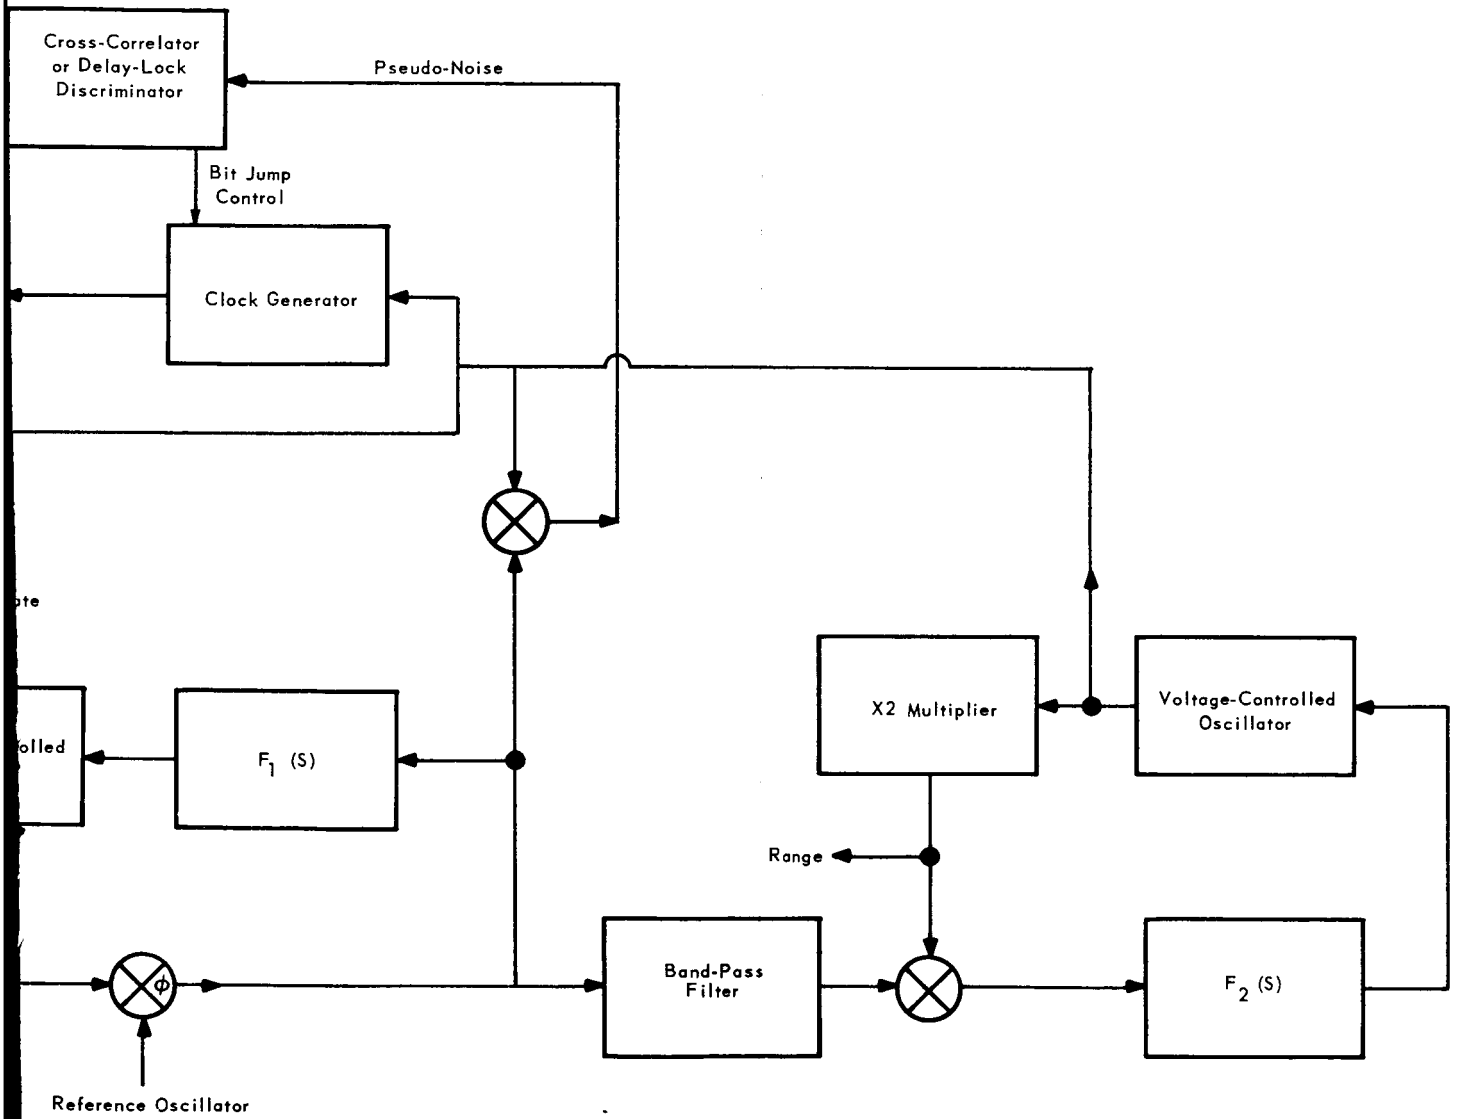 Cross-Correlator
or Delay-Lock
Discriminator
Pseudo-Noise
Bit Jump
Control
Clock Generator
X2 Multiplier
Voltage-Controlled
Oscillator
F1 (S)
Range
Band-Pass
Filter
F2 (S)
ϕ
Reference Oscillator